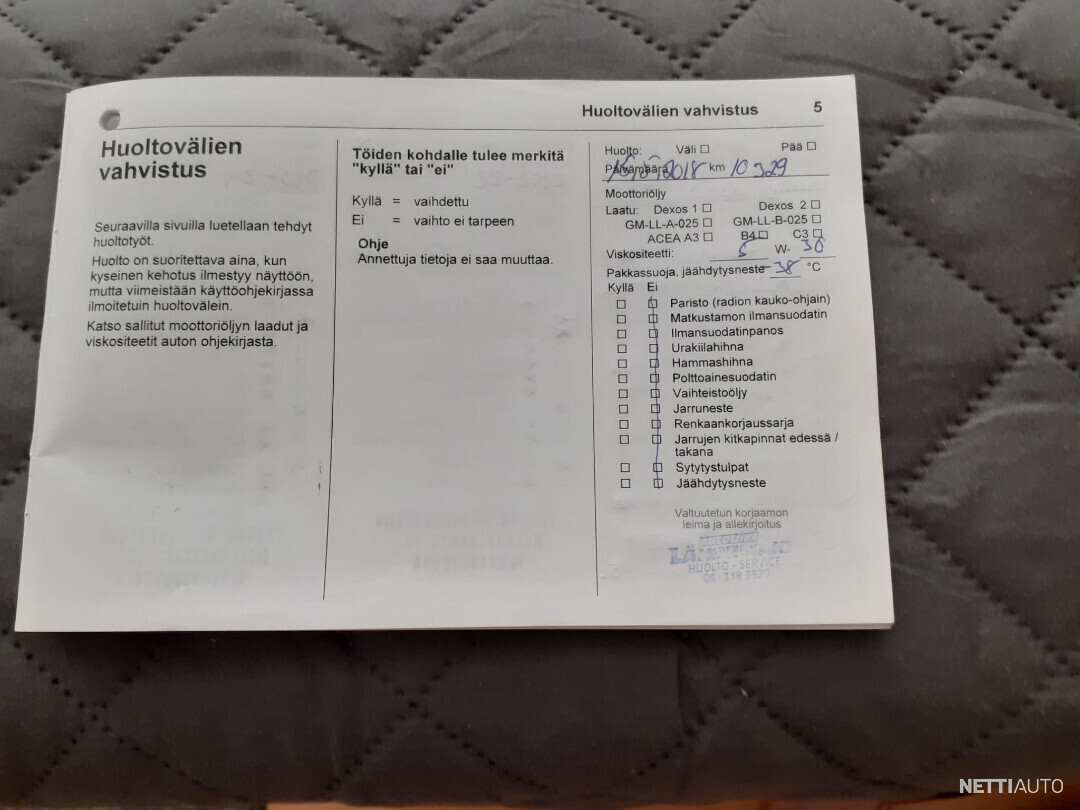 Huoltovälien vahvistus 5
Huoltovälien
vahvistus
Seuraavilla sivuilla luetellaan tehdyt
huoltotyöt.
Huolto on suoritettava aina, kun
kyseinen kehotus ilmestyy näyttöön,
mutta viimeistään käyttöohjekirjassa
ilmoitetuin huoltovälein.
Katso sallitut moottoriöljyn laadut ja
viskositeetit auton ohjekirjasta.
Töiden kohdalle tulee merkitä
"kyllä" tai "ei"
Kyllä = vaihdettu
Ei = vaihto ei tarpeen
Ohje
Annettuja tietoja ei saa muuttaa.
Huolto: Väli Pää
Päivämäärä 2018 km 10 329
Moottoriöljy
Laatu: Dexos 1 Dexos 2
GM-LL-A-025 GM-LL-B-025
ACEA A3 B4 C3
Viskositeetti: 5 W- 30
Pakkassuoja, jäähdytysneste -38 °C
Kyllä Ei
Paristo (radion kauko-ohjain)
Matkustamon ilmansuodatin
Ilmansuodatinpanos
Urakiilahihna
Hammashihna
Polttoainesuodatin
Vaihteistoöljy
Jarruneste
Renkaankorjaussarja
Jarrujen kitkapinnat edessä /
takana
Sytytystulpat
Jäähdytysneste
Valtuutetun korjaamon
leima ja allekirjoitus
HUOLTO - SERVICE
NETTIAUTO